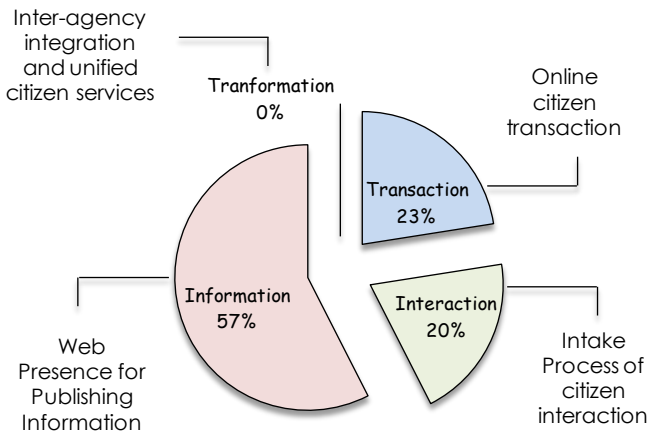 Inter-agency
integration
and unified
citizen services
Tranformation
0%
Online
citizen
transaction
Transaction
23%
Information
57%
Interaction
20%
Web
Presence for
Publishing
Information
Intake
Process of
citizen
interaction